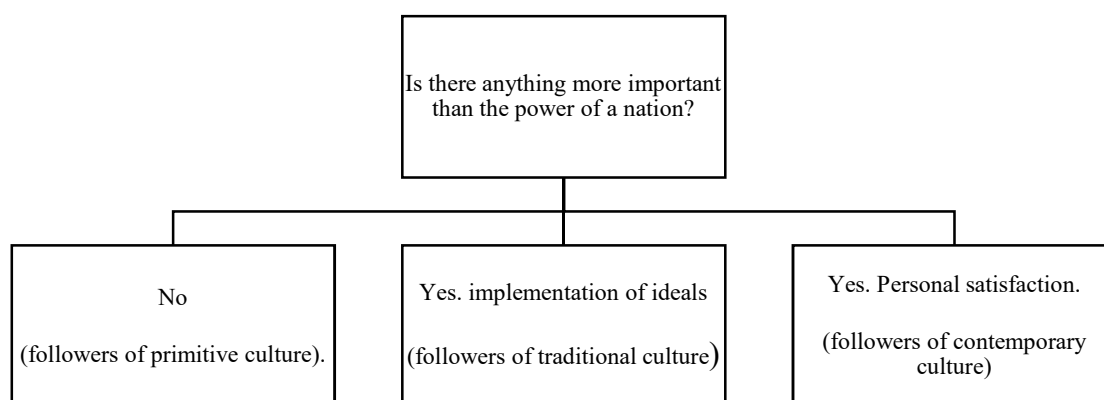 Is there anything more important
than the power of a nation?
No
(followers of primitive culture).
Yes. implementation of ideals
(followers of traditional culture)
Yes. Personal satisfaction.
(followers of contemporary
culture)